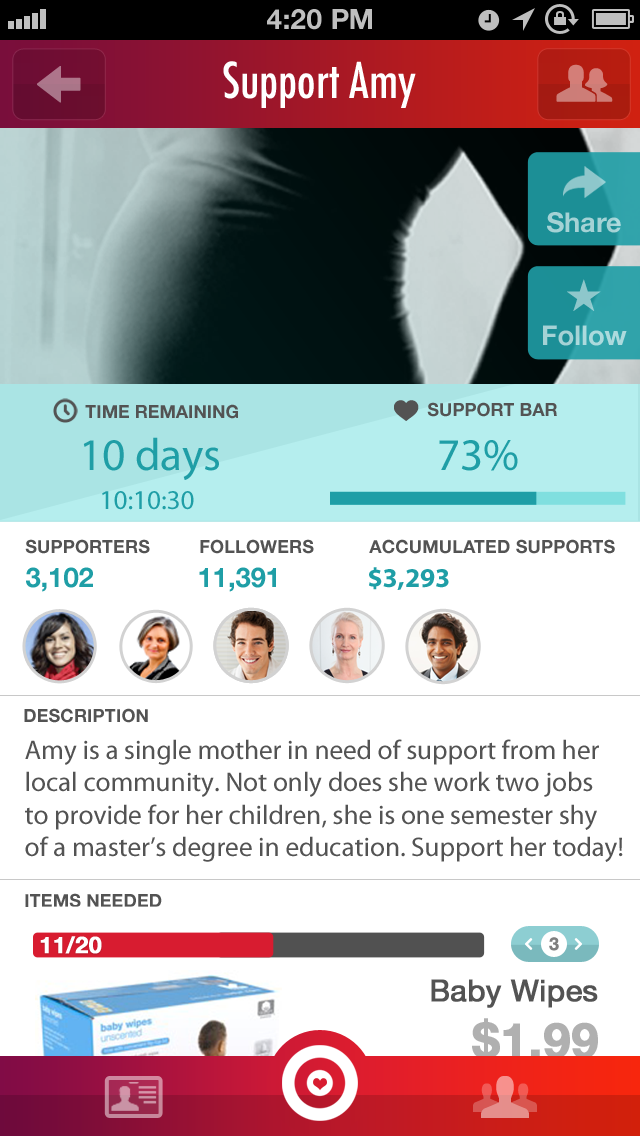 4:20 PM
Support Amy
Share
Follow
TIME REMAINING
SUPPORT BAR
10 days
73%
10:10:30
SUPPORTERS
FOLLOWERS
ACCUMULATED SUPPORTS
3,102
11,391
$3,293
DESCRIPTION
Amy is a single mother in need of support from her
local community. Not only does she work two jobs
to provide for her children, she is one semester shy
of a master's degree in education. Support her today!
ITEMS NEEDED
11/20
3
Baby Wipes
$1.99
baby wipes
unscented